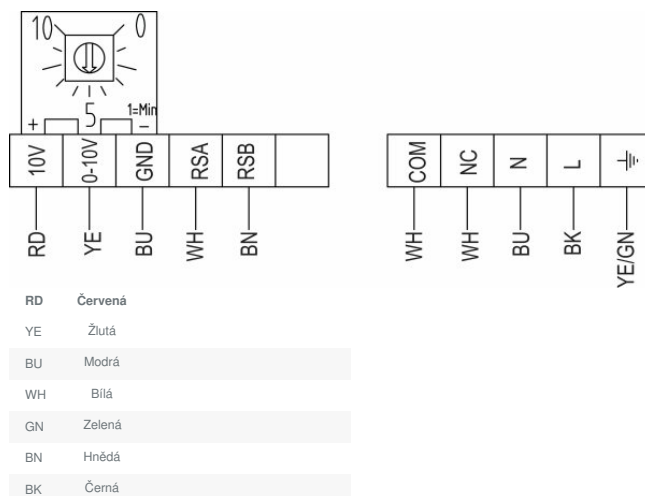 10 0
5 1=Min
+ −
10V 0-10V GND RSA RSB COM NC N L
RD YE BU WH BN WH WH BU BK YE/GN
RD Červená
YE Žlutá
BU Modrá
WH Bílá
GN Zelená
BN Hnědá
BK Černá